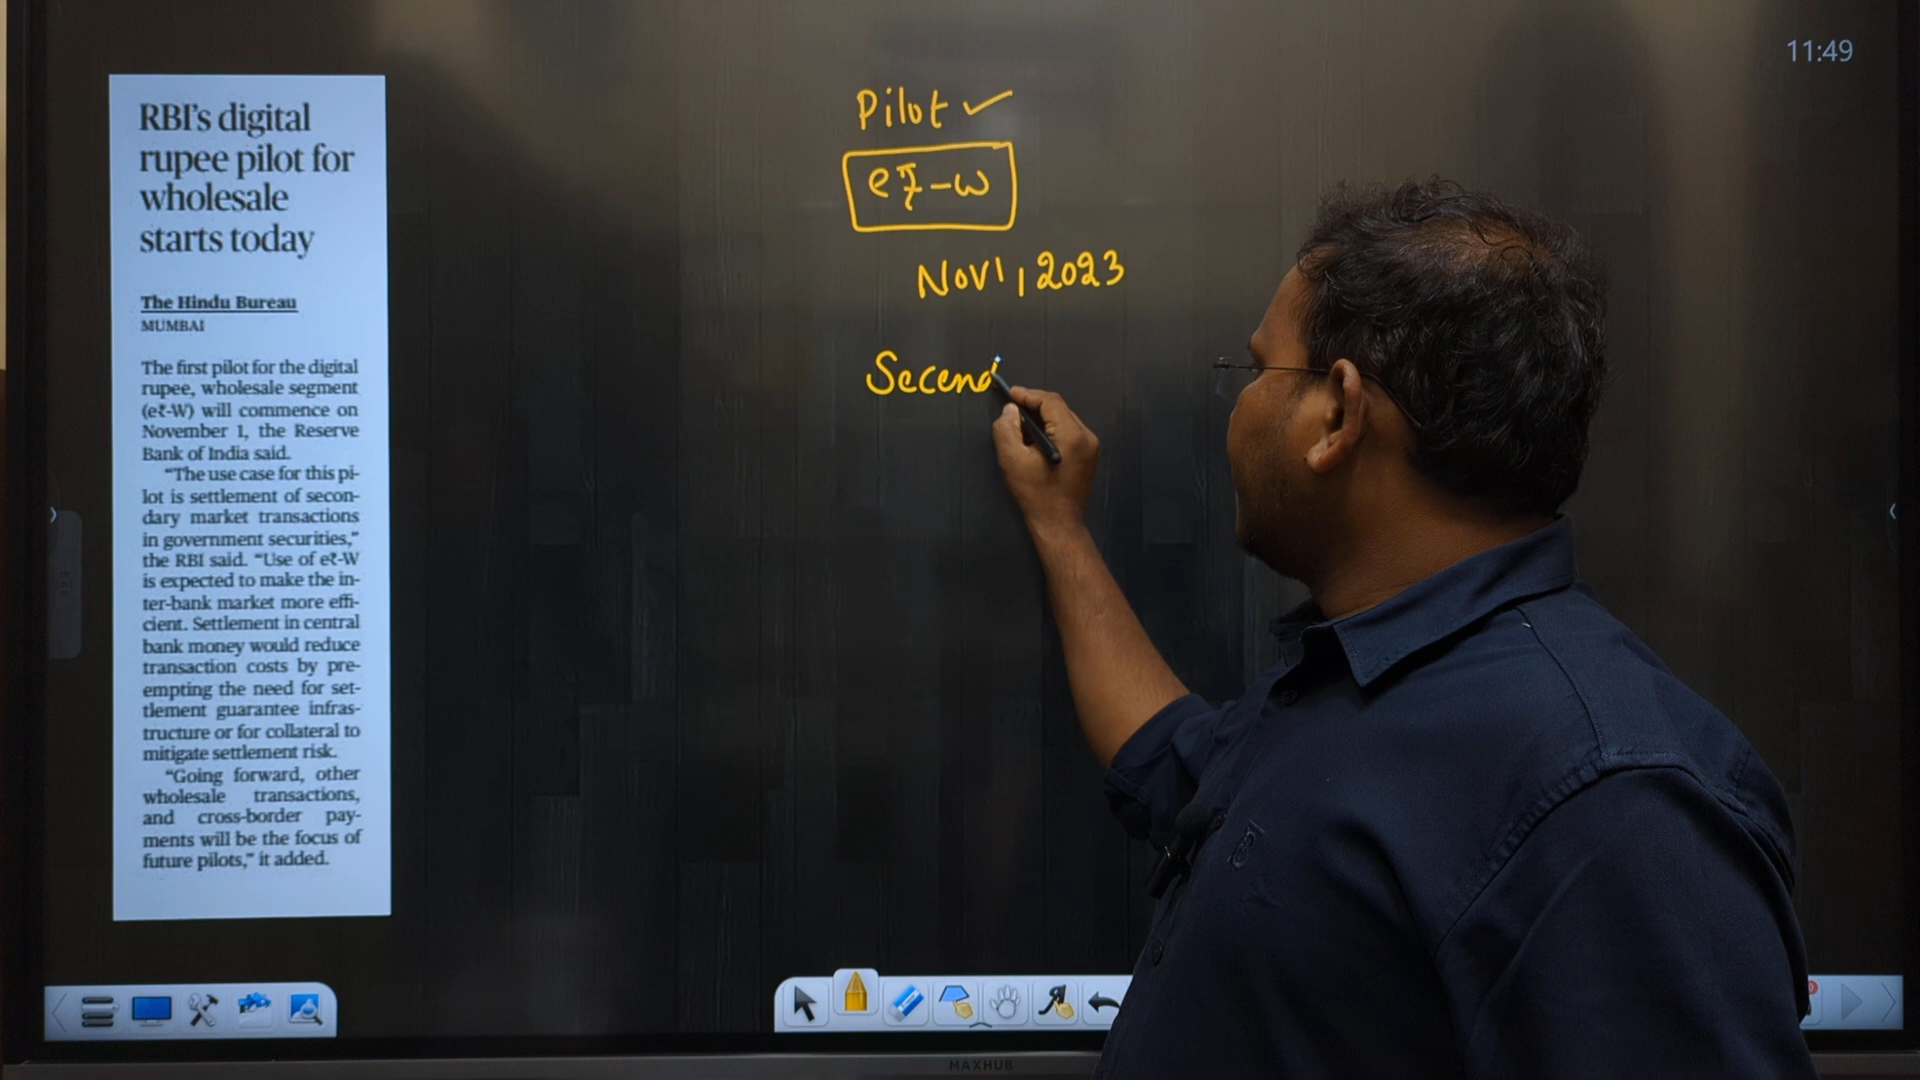 11:49
RBI's digital
rupee pilot for
wholesale
starts today
The Hindu Bureau
MUMBAI
The first pilot for the digital
rupee, wholesale segment
(e₹-W) will commence on
November 1, the Reserve
Bank of India said.
“The use case for this pi-
lot is settlement of secon-
dary market transactions
in government securities,”
the RBI said. “Use of e₹-W
is expected to make the in-
ter-bank market more effi-
cient. Settlement in central
bank money would reduce
transaction costs by pre-
empting the need for set-
tlement guarantee infras-
tructure or for collateral to
mitigate settlement risk.
“Going forward, other
wholesale transactions,
and cross-border pay-
ments will be the focus of
future pilots,” it added.
Pilot ✓
e₹-W
Nov 1, 2023
Secend
MAXHUB